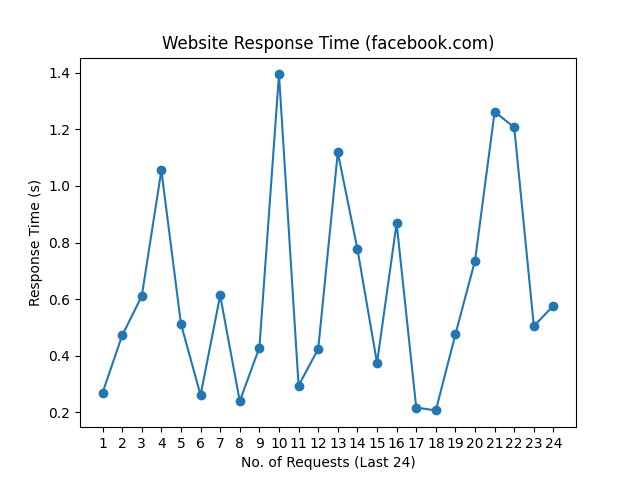 Website Response Time (facebook.com)
Response Time (s)
1.4
1.2
1.0
0.8
0.6
0.4
0.2
1 2 3 4 5 6 7 8 9 10 11 12 13 14 15 16 17 18 19 20 21 22 23 24
No. of Requests (Last 24)